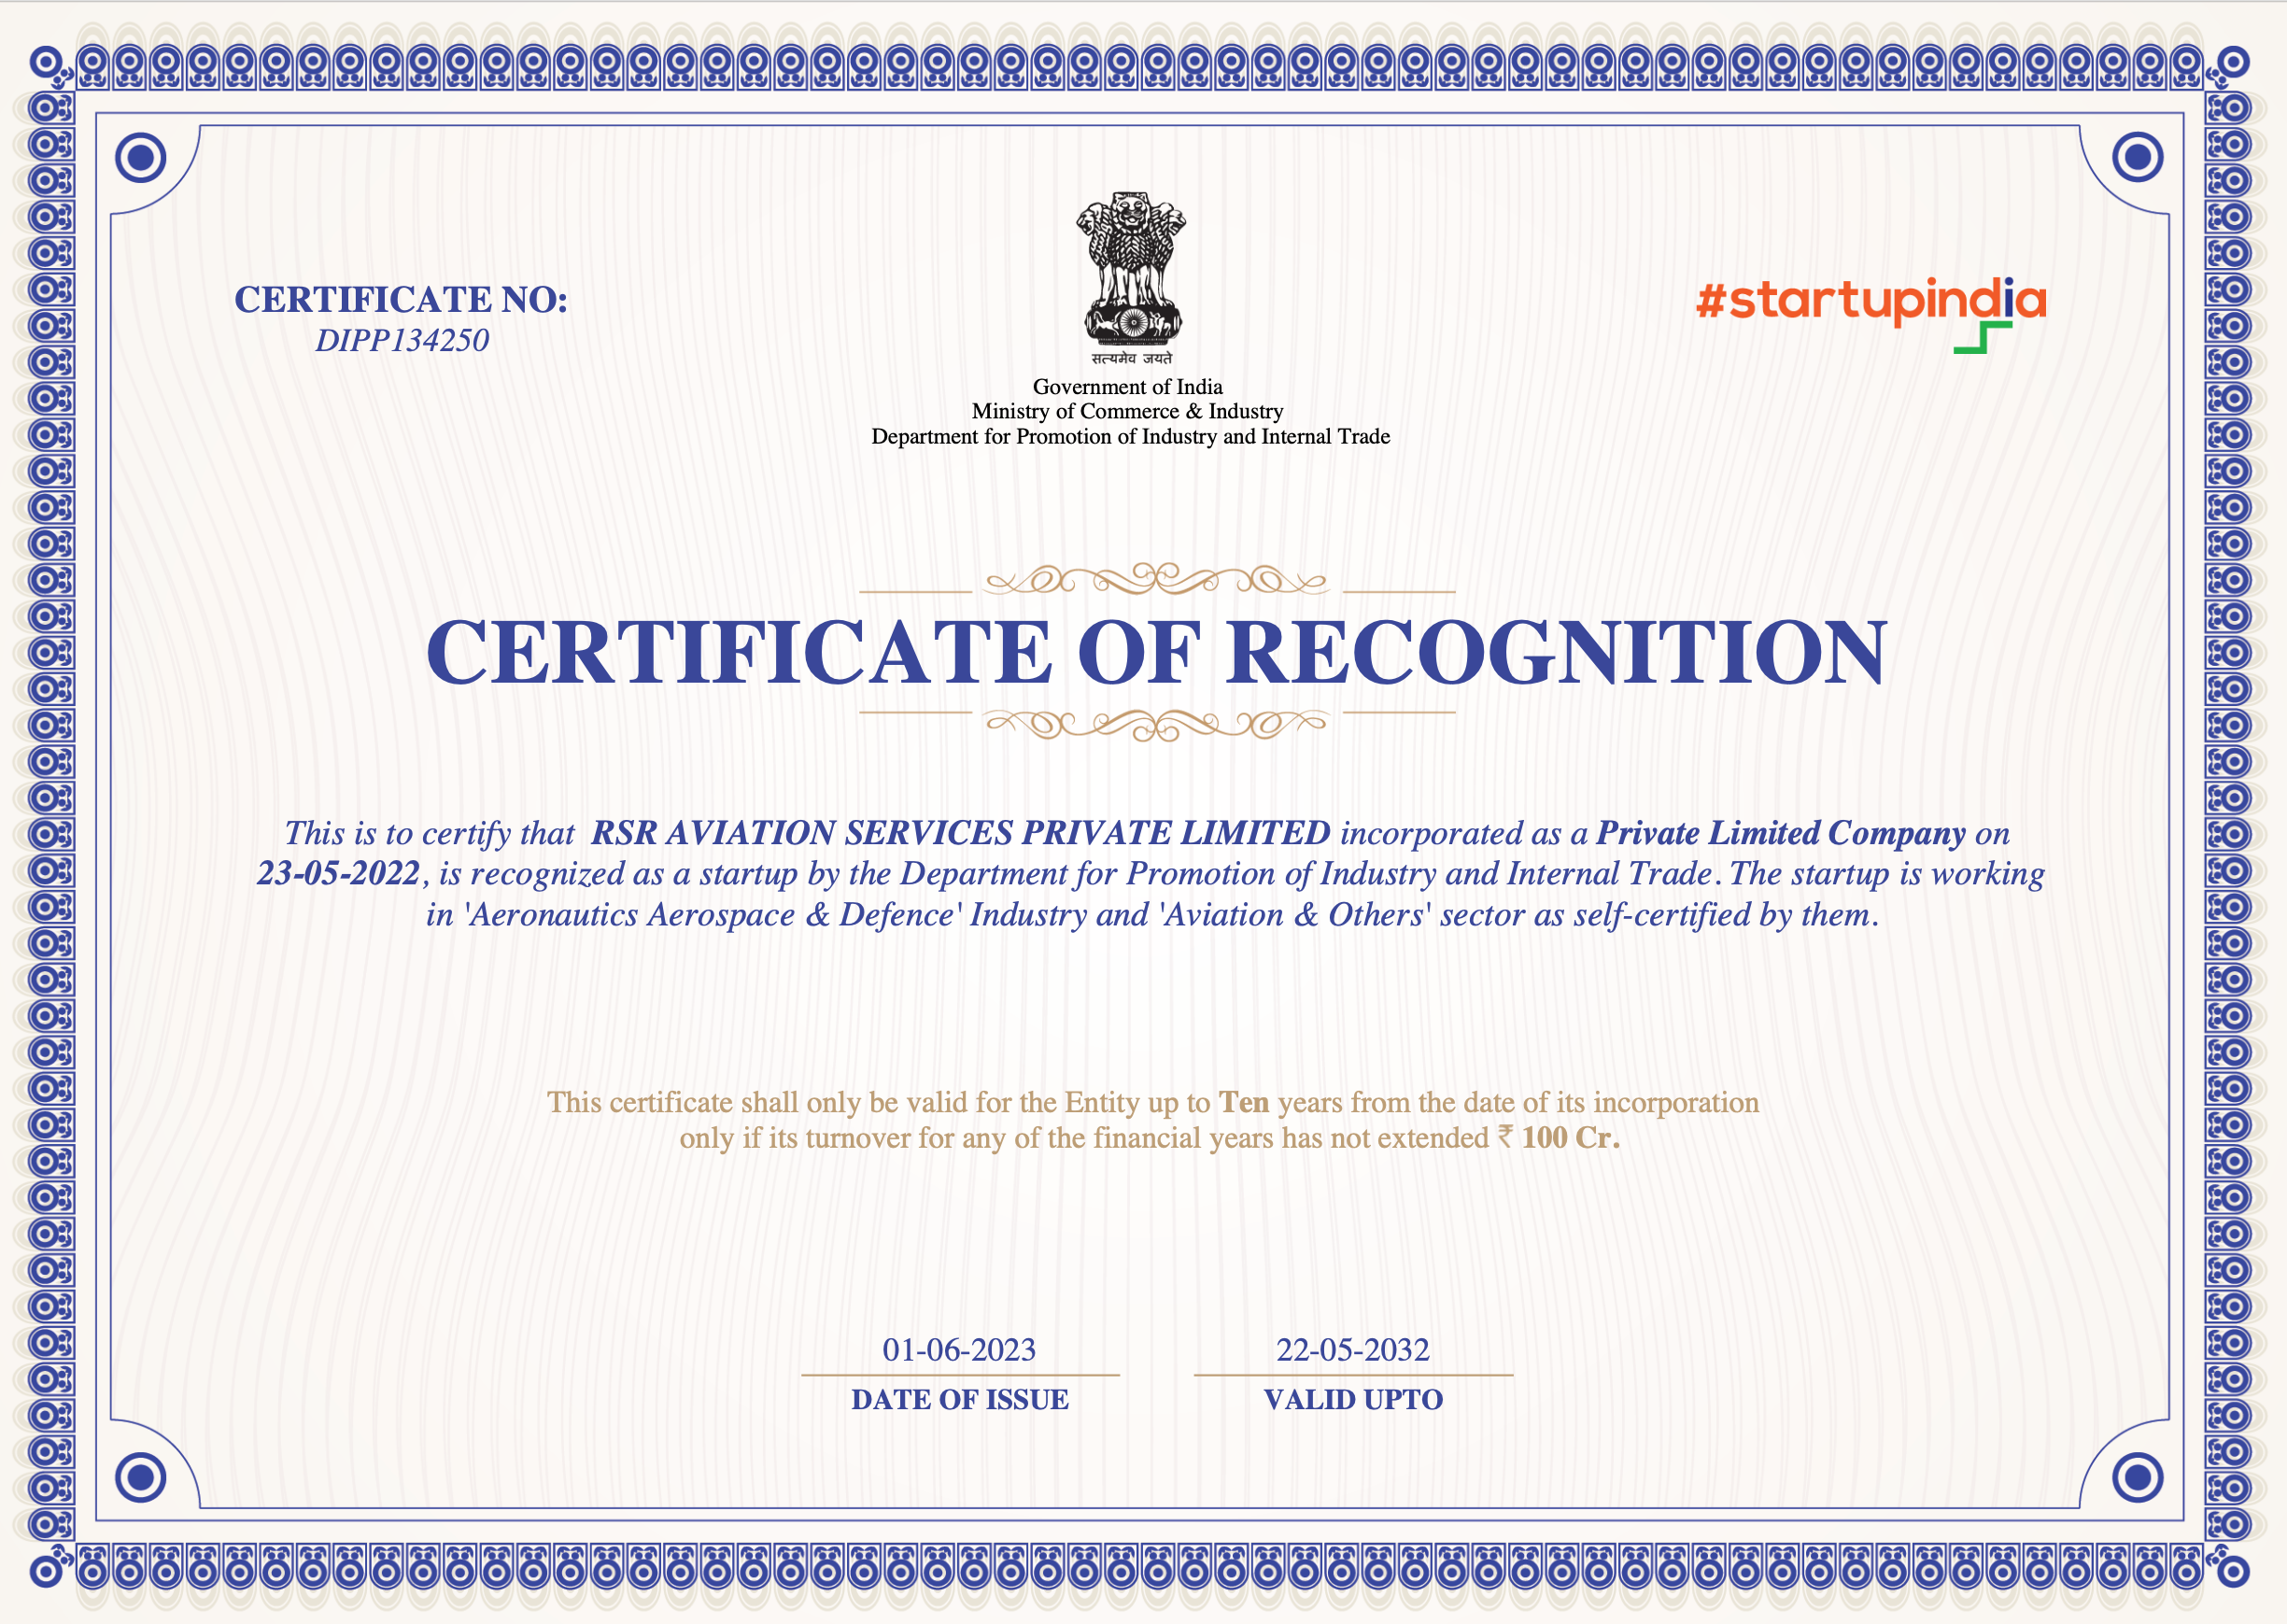 CERTIFICATE NO:
DIPP134250
सत्यमेव जयते
#startupindia
Government of India
Ministry of Commerce & Industry
Department for Promotion of Industry and Internal Trade
CERTIFICATE OF RECOGNITION
This is to certify that RSR AVIATION SERVICES PRIVATE LIMITED incorporated as a Private Limited Company on
23-05-2022, is recognized as a startup by the Department for Promotion of Industry and Internal Trade. The startup is working
in 'Aeronautics Aerospace & Defence' Industry and 'Aviation & Others' sector as self-certified by them.
This certificate shall only be valid for the Entity up to Ten years from the date of its incorporation
only if its turnover for any of the financial years has not extended ₹ 100 Cr.
01-06-2023
DATE OF ISSUE
22-05-2032
VALID UPTO